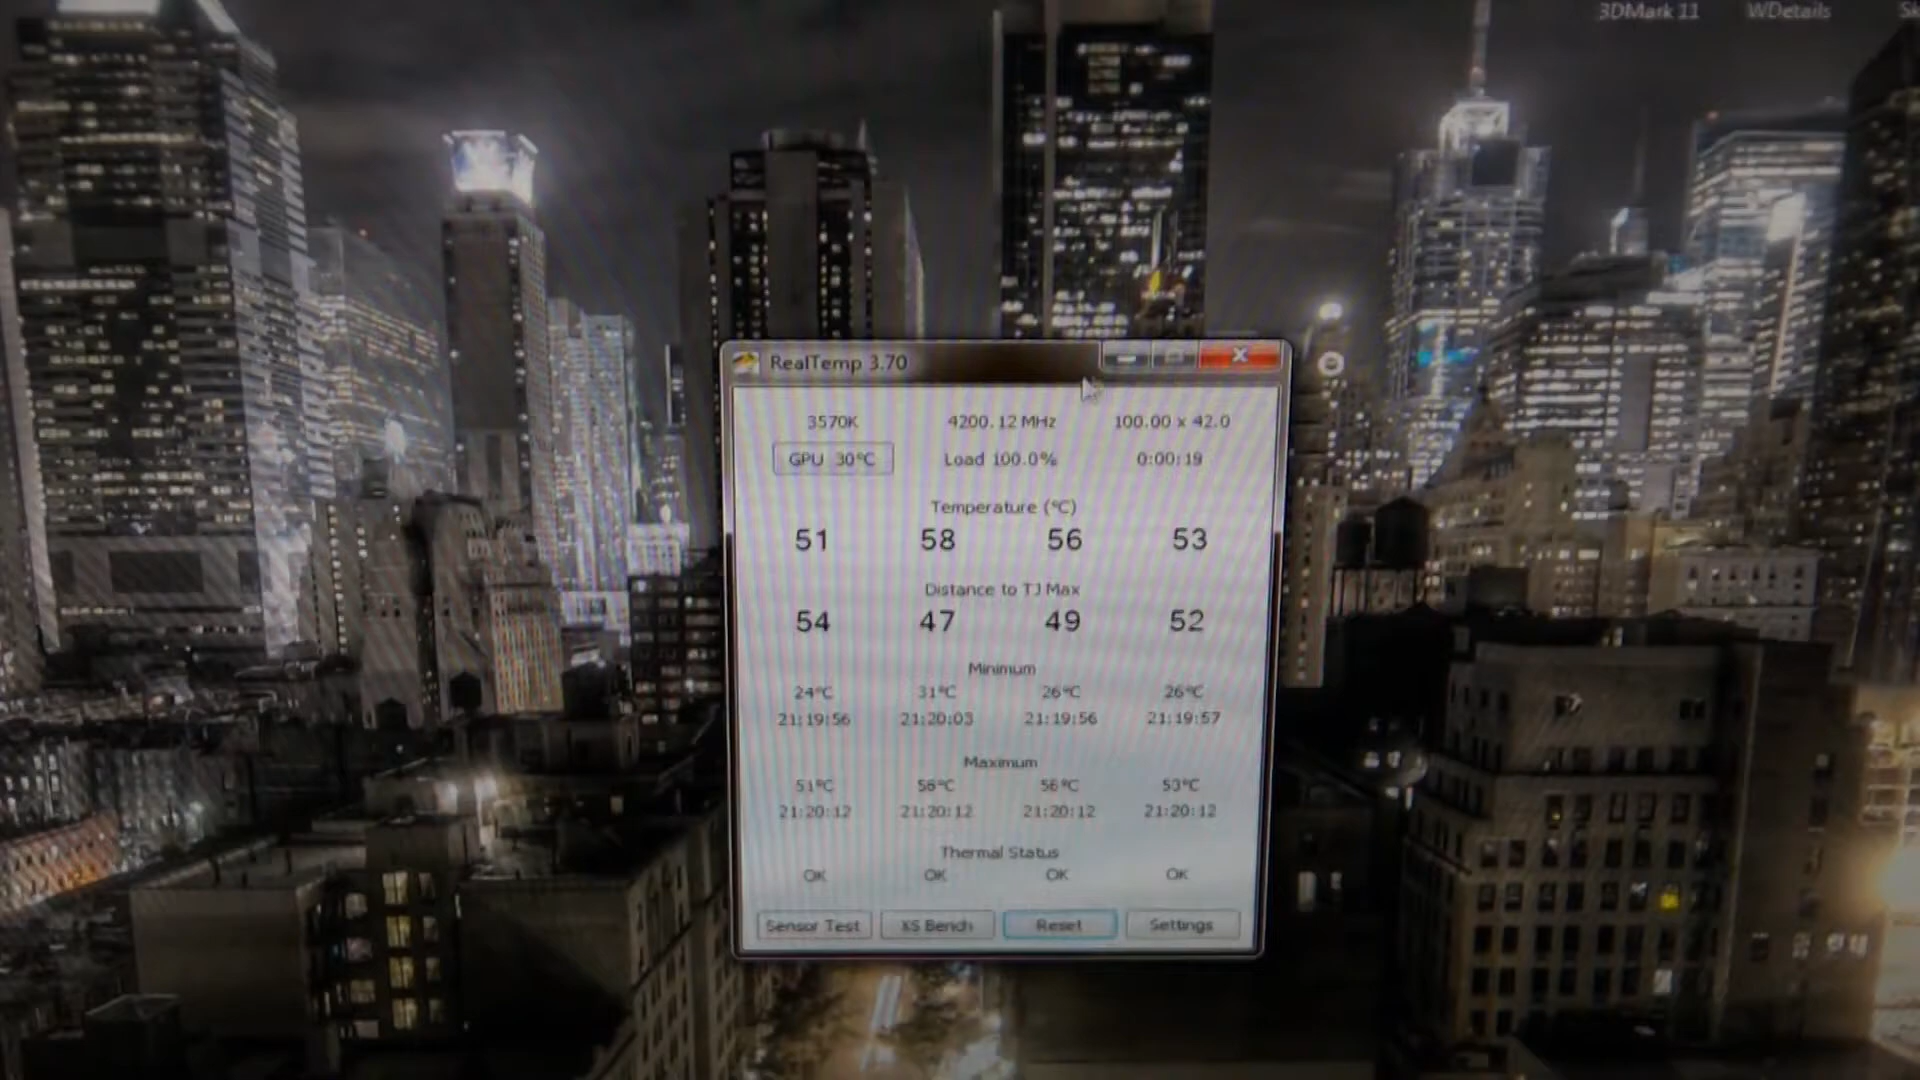 3DMark 11 WDetails
RealTemp 3.70
3570K 4200.12 MHz 100.00 x 42.0
GPU 30°C Load 100.0% 0:00:19
Temperature (°C)
51 58 56 53
Distance to TJ Max
54 47 49 52
Minimum
24°C 31°C 26°C 26°C
21:19:56 21:20:03 21:19:56 21:19:57
Maximum
51°C 58°C 56°C 53°C
21:20:12 21:20:12 21:20:12 21:20:12
Thermal Status
OK OK OK OK
Sensor Test XS Bench Reset Settings